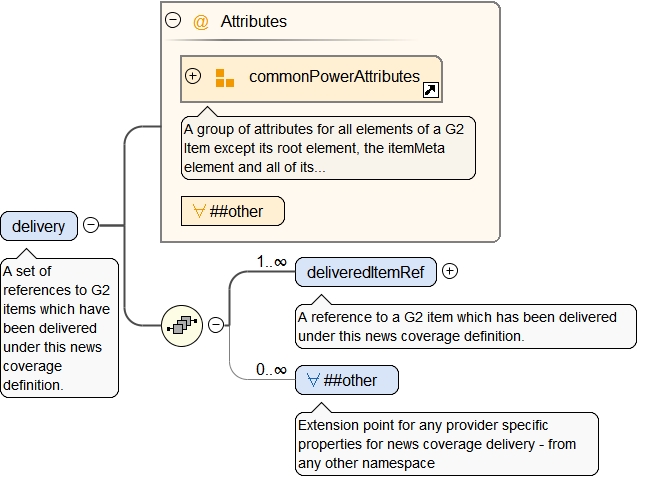 @ Attributes
commonPowerAttributes
A group of attributes for all elements of a G2
Item except its root element, the itemMeta
element and all of its...
##other
delivery
A set of
references to G2
items which have
been delivered
under this news
coverage
definition.
1..∞
deliveredItemRef
A reference to a G2 item which has been delivered
under this news coverage definition.
0..∞
##other
Extension point for any provider specific
properties for news coverage delivery - from
any other namespace